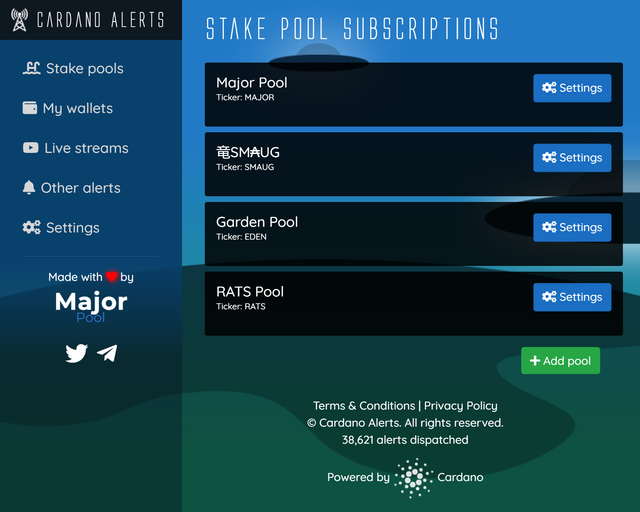 CARDANO ALERTS
Stake pools
My wallets
Live streams
Other alerts
Settings
Made with by
Major
Pool
STAKE POOL SUBSCRIPTIONS
Major Pool
Ticker: MAJOR
Settings
竜SM₳UG
Ticker: SMAUG
Settings
Garden Pool
Ticker: EDEN
Settings
RATS Pool
Ticker: RATS
Settings
Add pool
Terms & Conditions | Privacy Policy
© Cardano Alerts. All rights reserved.
38,621 alerts dispatched
Powered by Cardano